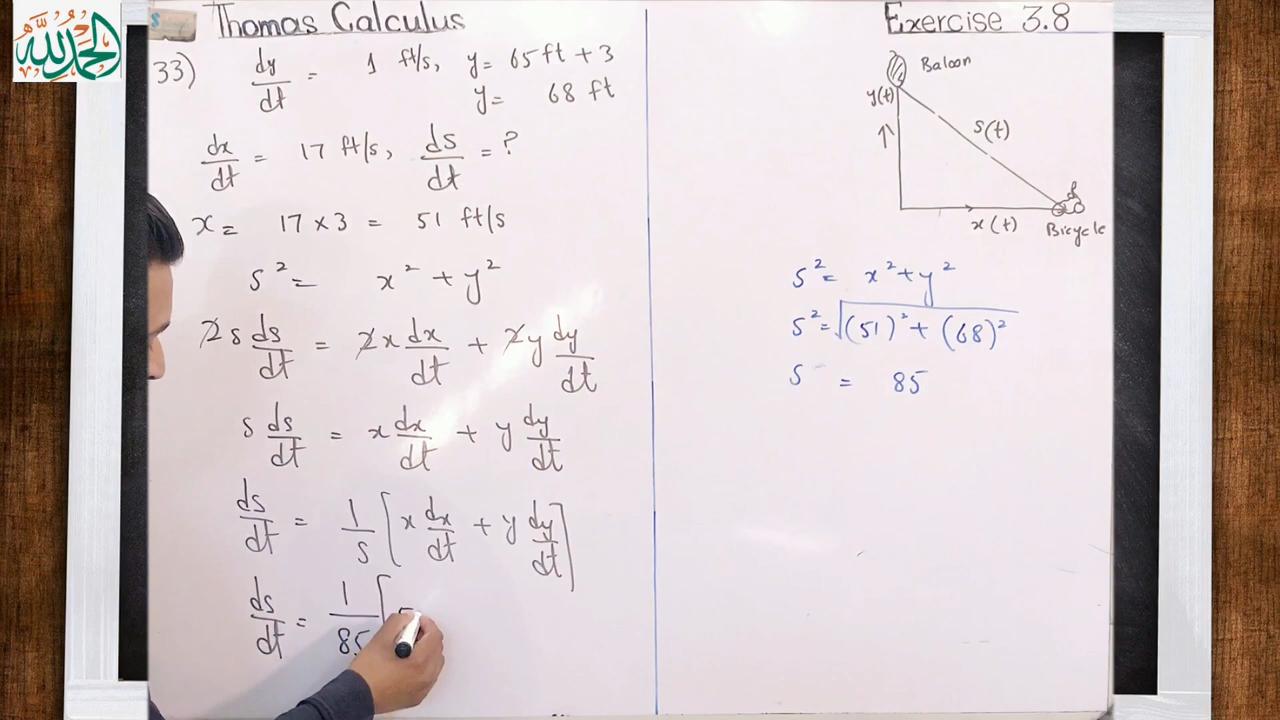 الحمد لله
Thomas Calculus
Exercise 3.8
33) dy/dt = 1 ft/s, y = 65 ft + 3
y = 68 ft
dx/dt = 17 ft/s, ds/dt = ?
x = 17 × 3 = 51 ft/s
s² = x² + y²
2s ds/dt = 2x dx/dt + 2y dy/dt
s ds/dt = x dx/dt + y dy/dt
ds/dt = 1/s [x dx/dt + y dy/dt]
ds/dt = 1/85 [
Baloon
y(t)
s(t)
x(t)
Bicycle
s² = x² + y²
s² = √(51)² + (68)²
s = 85